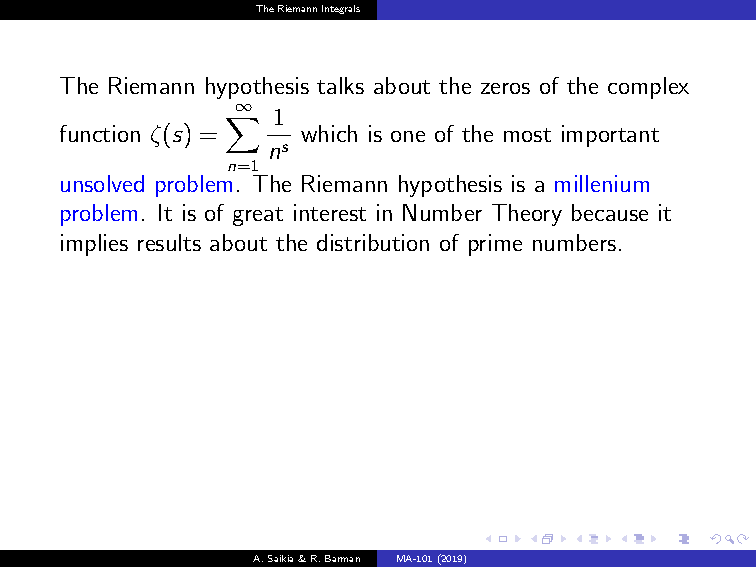 The Riemann Integrals
The Riemann hypothesis talks about the zeros of the complex
function ζ(s) = ∑_{n=1}^{∞} 1/n^s which is one of the most important
unsolved problem. The Riemann hypothesis is a millenium
problem. It is of great interest in Number Theory because it
implies results about the distribution of prime numbers.
A. Saikia & R. Barman MA-101 (2019)